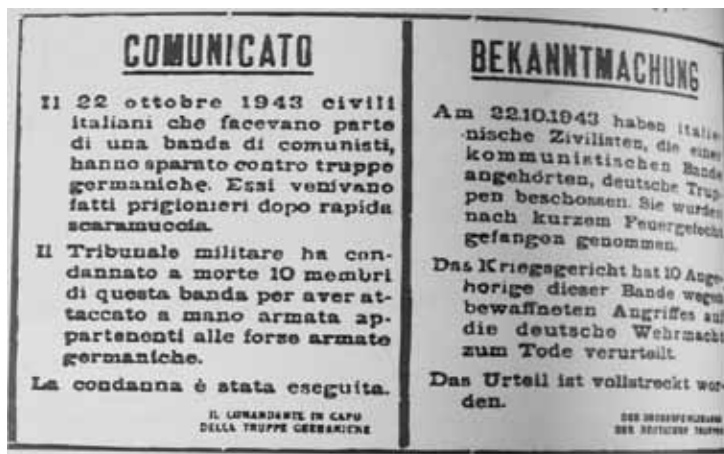 COMUNICATO
Il 22 ottobre 1943 civili
italiani che facevano parte
di una banda di comunisti,
hanno sparato contro truppe
germaniche. Essi venivano
fatti prigionieri dopo rapida
scaramuccia.
Il Tribunale militare ha con-
dannato a morte 10 membri
di questa banda per aver at-
taccato a mano armata ap-
partenenti alle forse armate
germaniche.
La condanna è stata eseguita.
IL COMANDANTE IN CAPO
DELLA TRUPPE GERMANICHE
BEKANNTMACHUNG
Am 22.10.1943 haben italie-
nische Zivilisten, die einer
kommunistischen Bande
angehörten, deutsche Trup-
pen beschossen. Sie wurden
nach kurzem Feuergefecht
gefangen genommen.
Das Kriegsgericht hat 10 Ange-
horige dieser Bande wegen
bewaffneten Angriffes auf
die deutsche Wehrmacht
zum Tode verurteilt.
Das Urteil ist vollstreckt wor-
den.
DER
DER DEUTSCHEN TRUPPEN